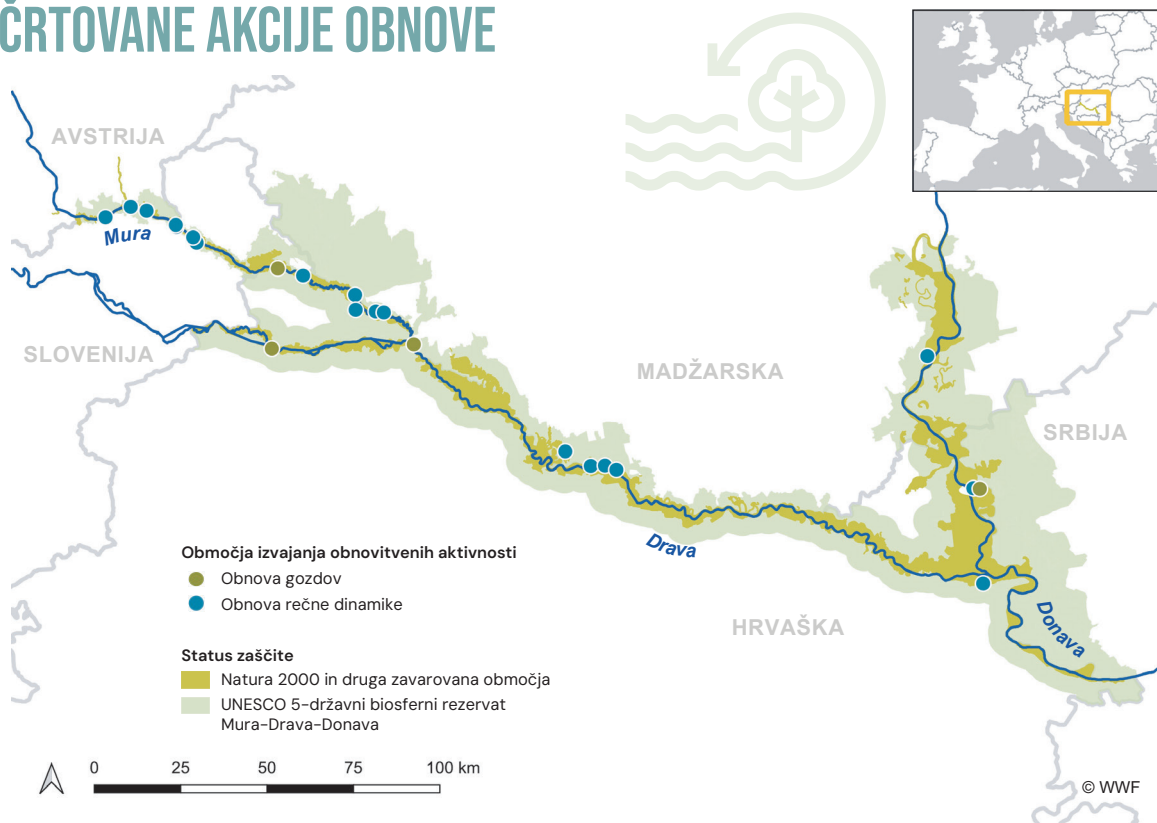 ČRTOVANE AKCIJE OBNOVE
AVSTRIJA
Mura
SLOVENIJA
MADŽARSKA
SRBIJA
Drava
HRVAŠKA
Donava
Območja izvajanja obnovitvenih aktivnosti
Obnova gozdov
Obnova rečne dinamike
Status zaščite
Natura 2000 in druga zavarovana območja
UNESCO 5-državni biosferni rezervat
Mura-Drava-Donava
0 25 50 75 100 km
© WWF